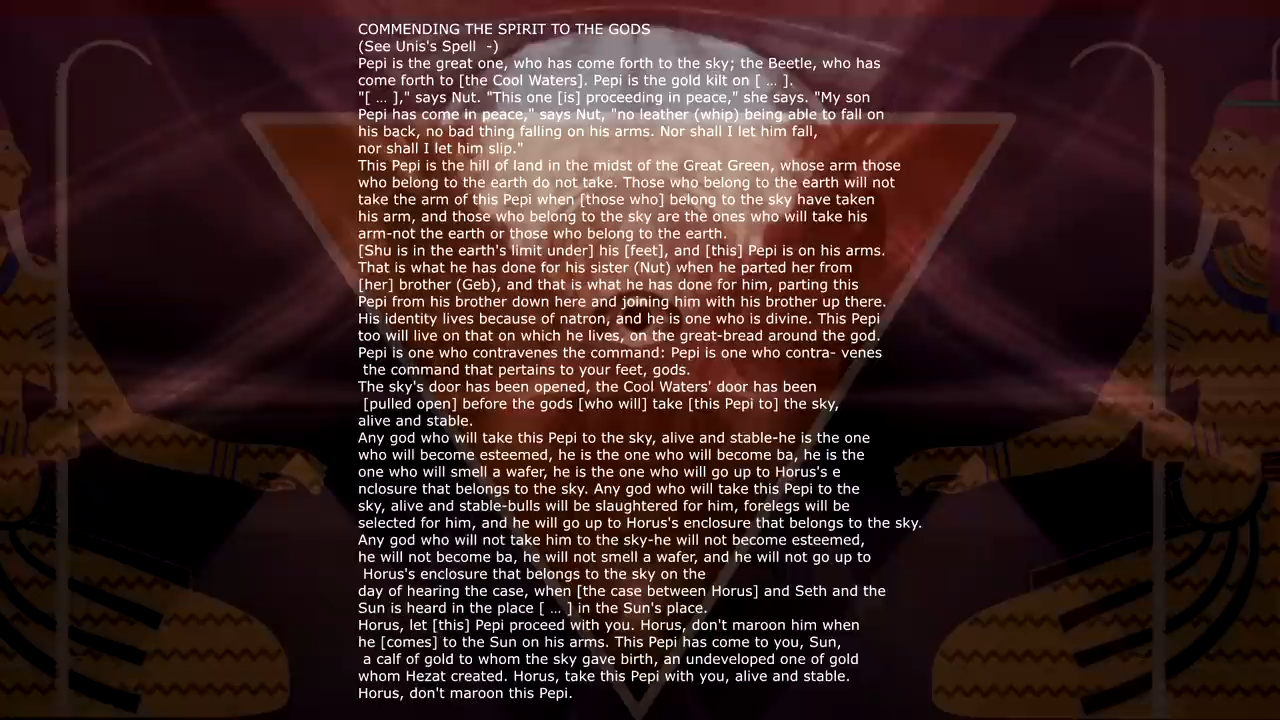 COMMENDING THE SPIRIT TO THE GODS
(See Unis's Spell  -)
Pepi is the great one, who has come forth to the sky; the Beetle, who has
come forth to [the Cool Waters]. Pepi is the gold kilt on [ … ].
"[ … ]," says Nut. "This one [is] proceeding in peace," she says. "My son
Pepi has come in peace," says Nut, "no leather (whip) being able to fall on
his back, no bad thing falling on his arms. Nor shall I let him fall,
nor shall I let him slip."
This Pepi is the hill of land in the midst of the Great Green, whose arm those
who belong to the earth do not take. Those who belong to the earth will not
take the arm of this Pepi when [those who] belong to the sky have taken
his arm, and those who belong to the sky are the ones who will take his
arm-not the earth or those who belong to the earth.
[Shu is in the earth's limit under] his [feet], and [this] Pepi is on his arms.
That is what he has done for his sister (Nut) when he parted her from
[her] brother (Geb), and that is what he has done for him, parting this
Pepi from his brother down here and joining him with his brother up there.
His identity lives because of natron, and he is one who is divine. This Pepi
too will live on that on which he lives, on the great-bread around the god.
Pepi is one who contravenes the command: Pepi is one who contra- venes
the command that pertains to your feet, gods.
The sky's door has been opened, the Cool Waters' door has been
[pulled open] before the gods [who will] take [this Pepi to] the sky,
alive and stable.
Any god who will take this Pepi to the sky, alive and stable-he is the one
who will become esteemed, he is the one who will become ba, he is the
one who will smell a wafer, he is the one who will go up to Horus's e
nclosure that belongs to the sky. Any god who will take this Pepi to the
sky, alive and stable-bulls will be slaughtered for him, forelegs will be
selected for him, and he will go up to Horus's enclosure that belongs to the sky.
Any god who will not take him to the sky-he will not become esteemed,
he will not become ba, he will not smell a wafer, and he will not go up to
Horus's enclosure that belongs to the sky on the
day of hearing the case, when [the case between Horus] and Seth and the
Sun is heard in the place [ … ] in the Sun's place.
Horus, let [this] Pepi proceed with you. Horus, don't maroon him when
he [comes] to the Sun on his arms. This Pepi has come to you, Sun,
a calf of gold to whom the sky gave birth, an undeveloped one of gold
whom Hezat created. Horus, take this Pepi with you, alive and stable.
Horus, don't maroon this Pepi.